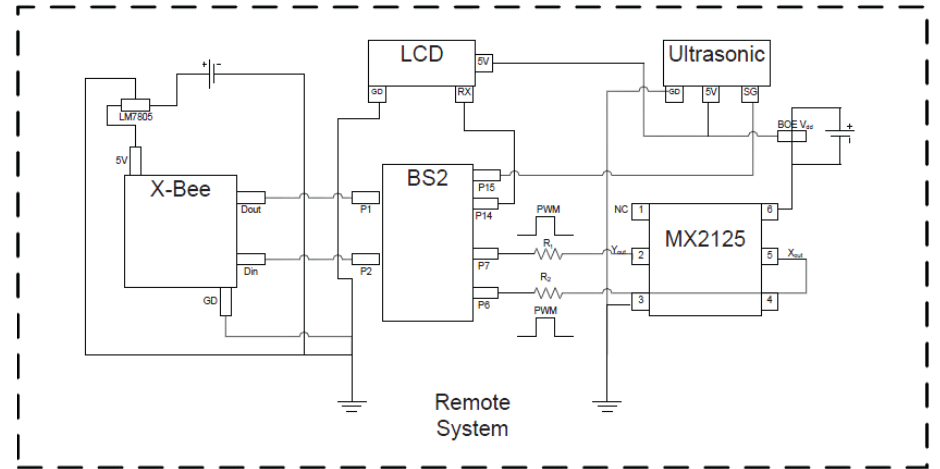 LCD
5V
GD
RX
Ultrasonic
GD
5V
SG
+
-
LM7805
BOE Vdd
+
-
5V
X-Bee
Dout
Din
GD
P1
P2
BS2
P15
P14
P7
P6
PWM
R1
R2
PWM
NC
Yout
1
2
3
MX2125
6
5
4
Xout
Remote
System